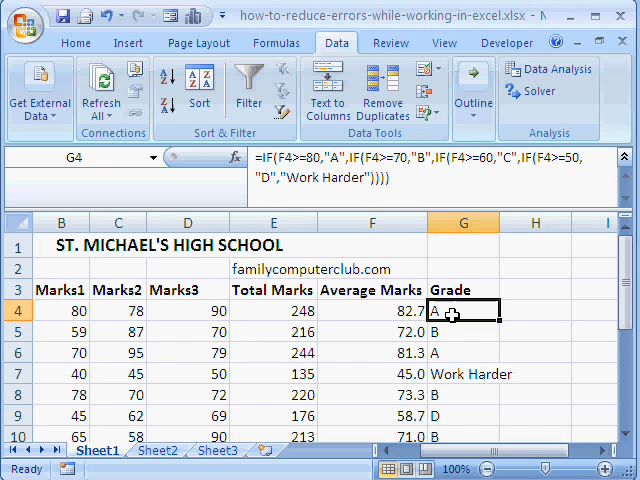 how-to-reduce-errors-while-working-in-excel.xlsx - N
Home Insert Page Layout Formulas Data Review View Developer
Get External Data
Refresh All
Sort
Filter
Text to Columns
Remove Duplicates
Outline
Data Analysis
Solver
Connections Sort & Filter Data Tools Analysis
G4 fx =IF(F4>=80,"A",IF(F4>=70,"B",IF(F4>=60,"C",IF(F4>=50,
"D","Work Harder"))))
B C D E F G H I
1 ST. MICHAEL'S HIGH SCHOOL
2 familycomputerclub.com
3 Marks1 Marks2 Marks3 Total Marks Average Marks Grade
4 80 78 90 248 82.7 A
5 59 87 70 216 72.0 B
6 70 95 79 244 81.3 A
7 40 45 50 135 45.0 Work Harder
8 78 70 72 220 73.3 B
9 45 62 69 176 58.7 D
10 65 58 90 213 71.0 B
Sheet1 Sheet2 Sheet3
Ready 100%